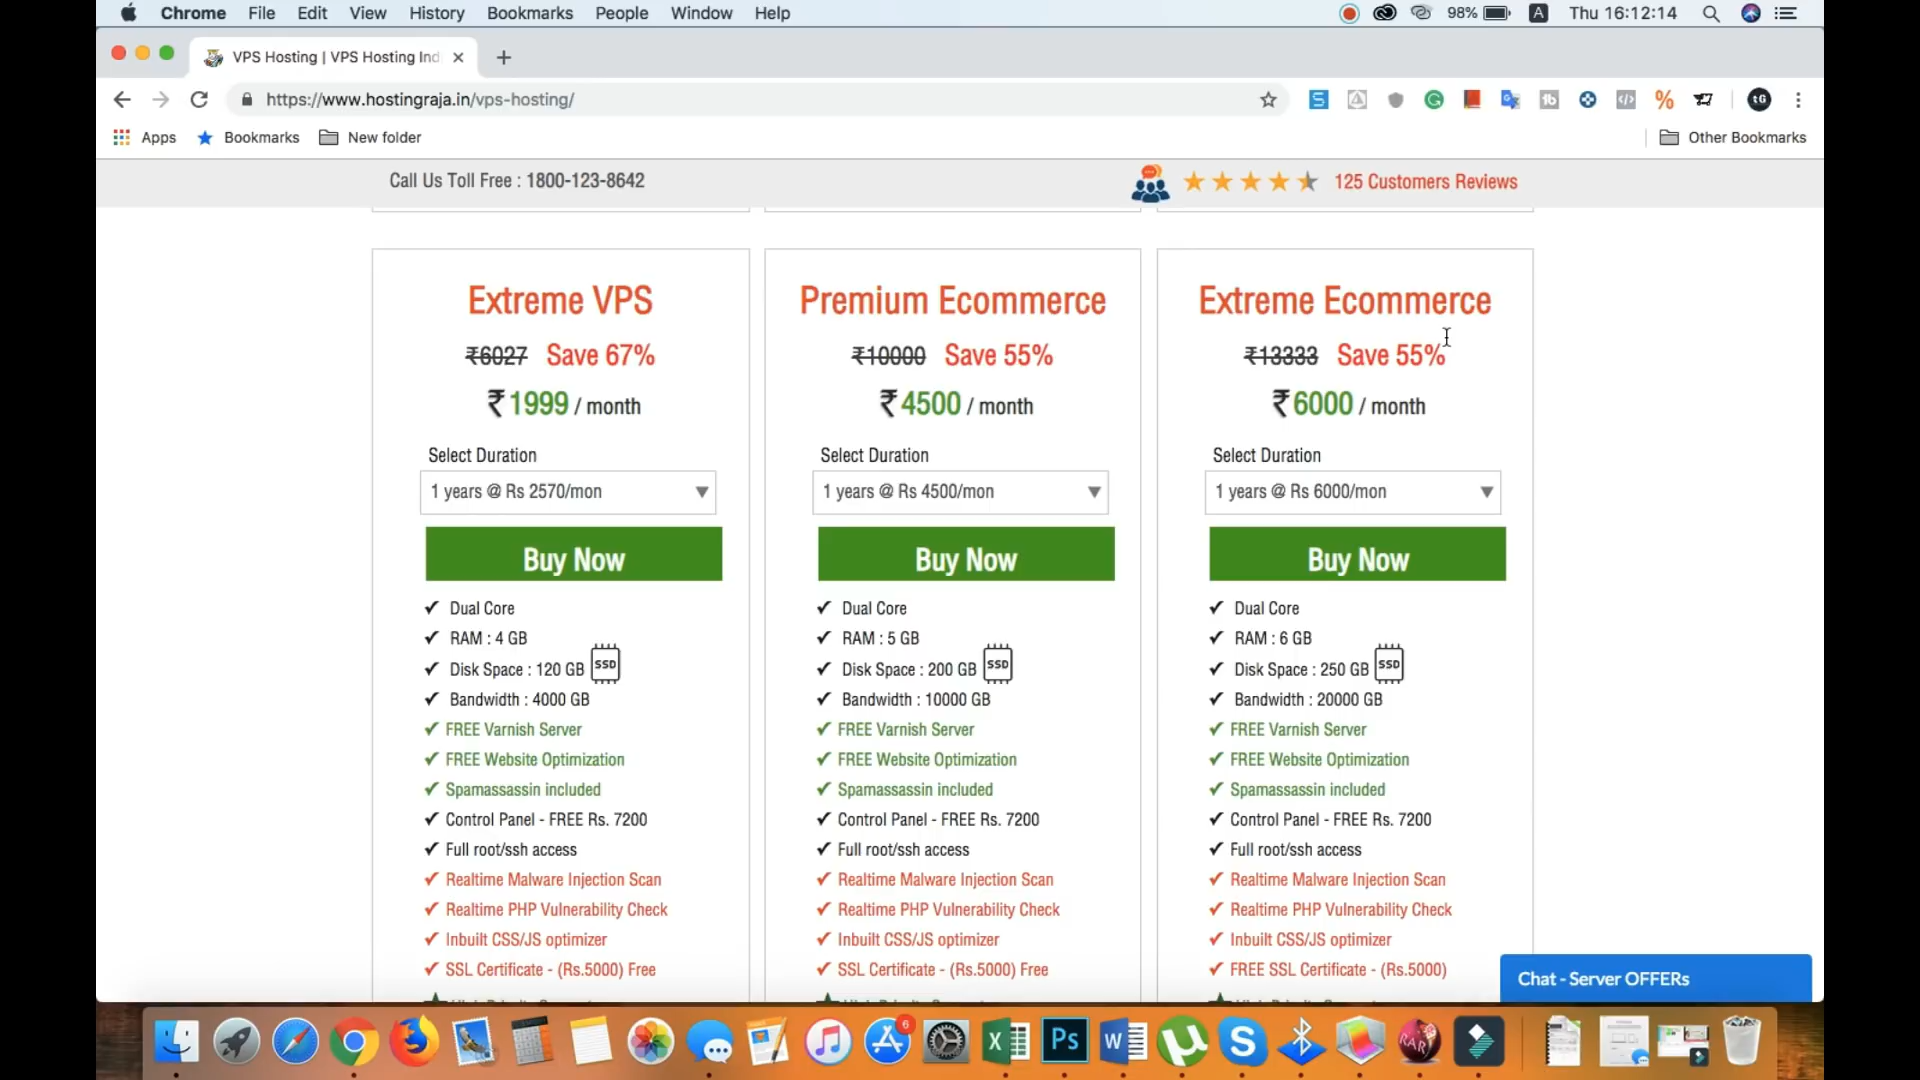 Chrome File Edit View History Bookmarks People Window Help 98% A Thu 16:12:14
VPS Hosting | VPS Hosting Ind
https://www.hostingraja.in/vps-hosting/
Apps Bookmarks New folder Other Bookmarks
Call Us Toll Free : 1800-123-8642 125 Customers Reviews
Extreme VPS
₹6027 Save 67%
₹1999 / month
Select Duration
1 years @ Rs 2570/mon
Buy Now
Dual Core
RAM : 4 GB
Disk Space : 120 GB SSD
Bandwidth : 4000 GB
FREE Varnish Server
FREE Website Optimization
Spamassassin included
Control Panel - FREE Rs. 7200
Full root/ssh access
Realtime Malware Injection Scan
Realtime PHP Vulnerability Check
Inbuilt CSS/JS optimizer
SSL Certificate - (Rs.5000) Free
Premium Ecommerce
₹10000 Save 55%
₹4500 / month
Select Duration
1 years @ Rs 4500/mon
Buy Now
Dual Core
RAM : 5 GB
Disk Space : 200 GB SSD
Bandwidth : 10000 GB
FREE Varnish Server
FREE Website Optimization
Spamassassin included
Control Panel - FREE Rs. 7200
Full root/ssh access
Realtime Malware Injection Scan
Realtime PHP Vulnerability Check
Inbuilt CSS/JS optimizer
SSL Certificate - (Rs.5000) Free
Extreme Ecommerce
₹13333 Save 55%
₹6000 / month
Select Duration
1 years @ Rs 6000/mon
Buy Now
Dual Core
RAM : 6 GB
Disk Space : 250 GB SSD
Bandwidth : 20000 GB
FREE Varnish Server
FREE Website Optimization
Spamassassin included
Control Panel - FREE Rs. 7200
Full root/ssh access
Realtime Malware Injection Scan
Realtime PHP Vulnerability Check
Inbuilt CSS/JS optimizer
FREE SSL Certificate - (Rs.5000)
Chat - Server OFFERs
6
Ps
RAR